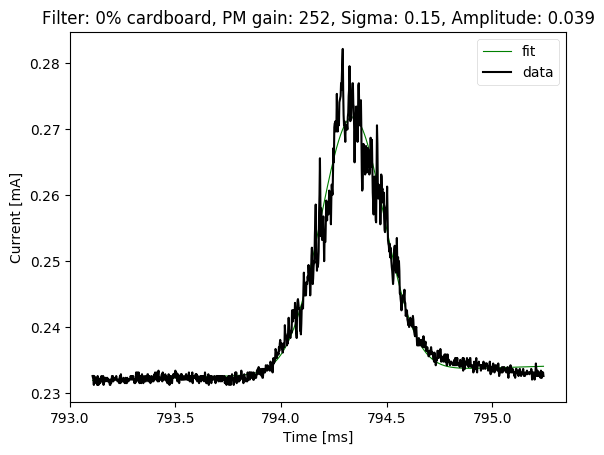 Filter: 0% cardboard, PM gain: 252, Sigma: 0.15, Amplitude: 0.039
fit
data
0.28
0.27
0.26
0.25
0.24
0.23
Current [mA]
793.0 793.5 794.0 794.5 795.0
Time [ms]